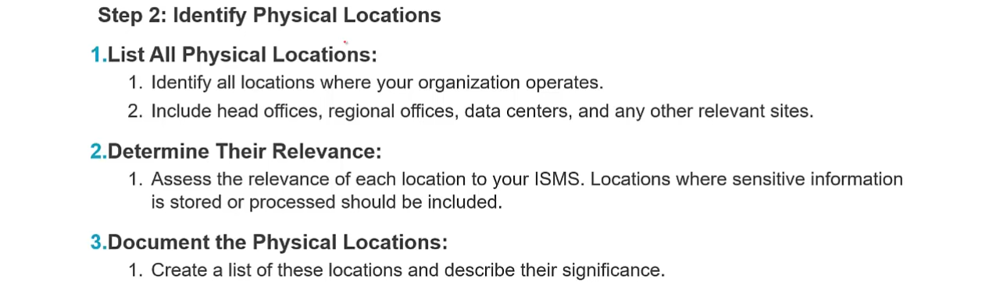 Step 2: Identify Physical Locations
1.List All Physical Locations:
1. Identify all locations where your organization operates.
2. Include head offices, regional offices, data centers, and any other relevant sites.
2.Determine Their Relevance:
1. Assess the relevance of each location to your ISMS. Locations where sensitive information
is stored or processed should be included.
3.Document the Physical Locations:
1. Create a list of these locations and describe their significance.